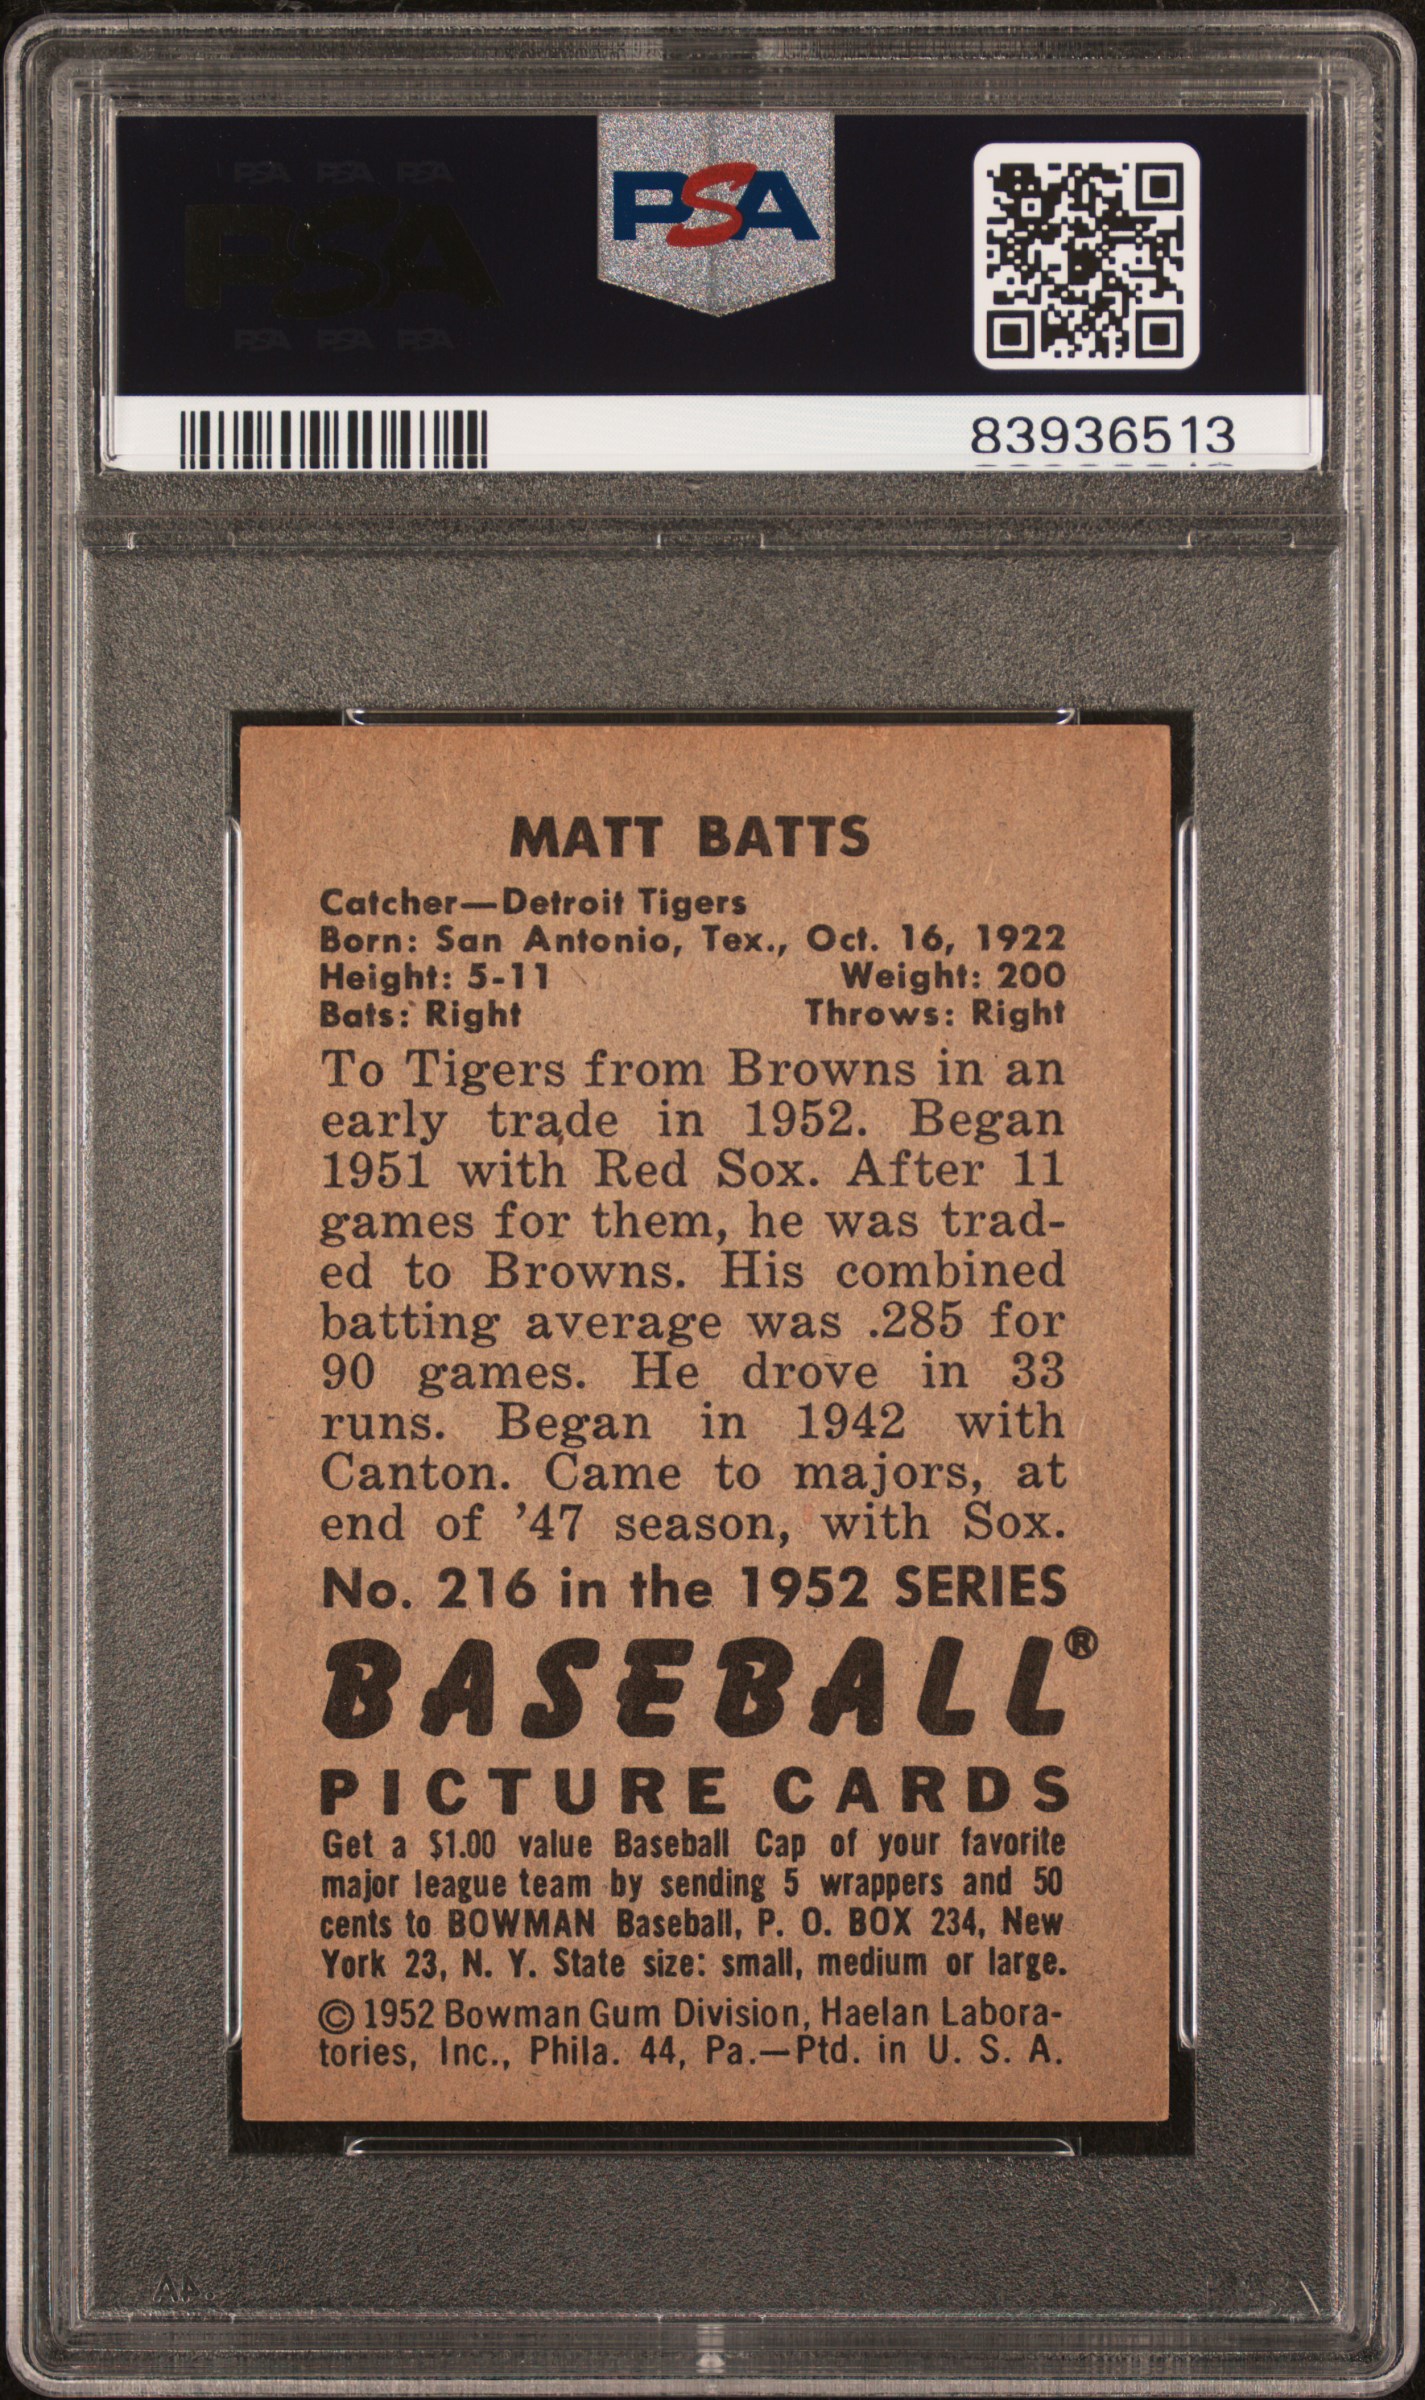 PSA PSA PSA
PSA
PSA PSA PSA
PSA
83936513
MATT BATTS
Catcher—Detroit Tigers
Born: San Antonio, Tex., Oct. 16, 1922
Height: 5-11 Weight: 200
Bats: Right Throws: Right
To Tigers from Browns in an
early trade in 1952. Began
1951 with Red Sox. After 11
games for them, he was trad-
ed to Browns. His combined
batting average was .285 for
90 games. He drove in 33
runs. Began in 1942 with
Canton. Came to majors, at
end of ’47 season, with Sox.
No. 216 in the 1952 SERIES
BASEBALL®
PICTURE CARDS
Get a $1.00 value Baseball Cap of your favorite
major league team by sending 5 wrappers and 50
cents to BOWMAN Baseball, P. O. BOX 234, New
York 23, N. Y. State size: small, medium or large.
© 1952 Bowman Gum Division, Haelan Labora-
tories, Inc., Phila. 44, Pa.—Ptd. in U. S. A.